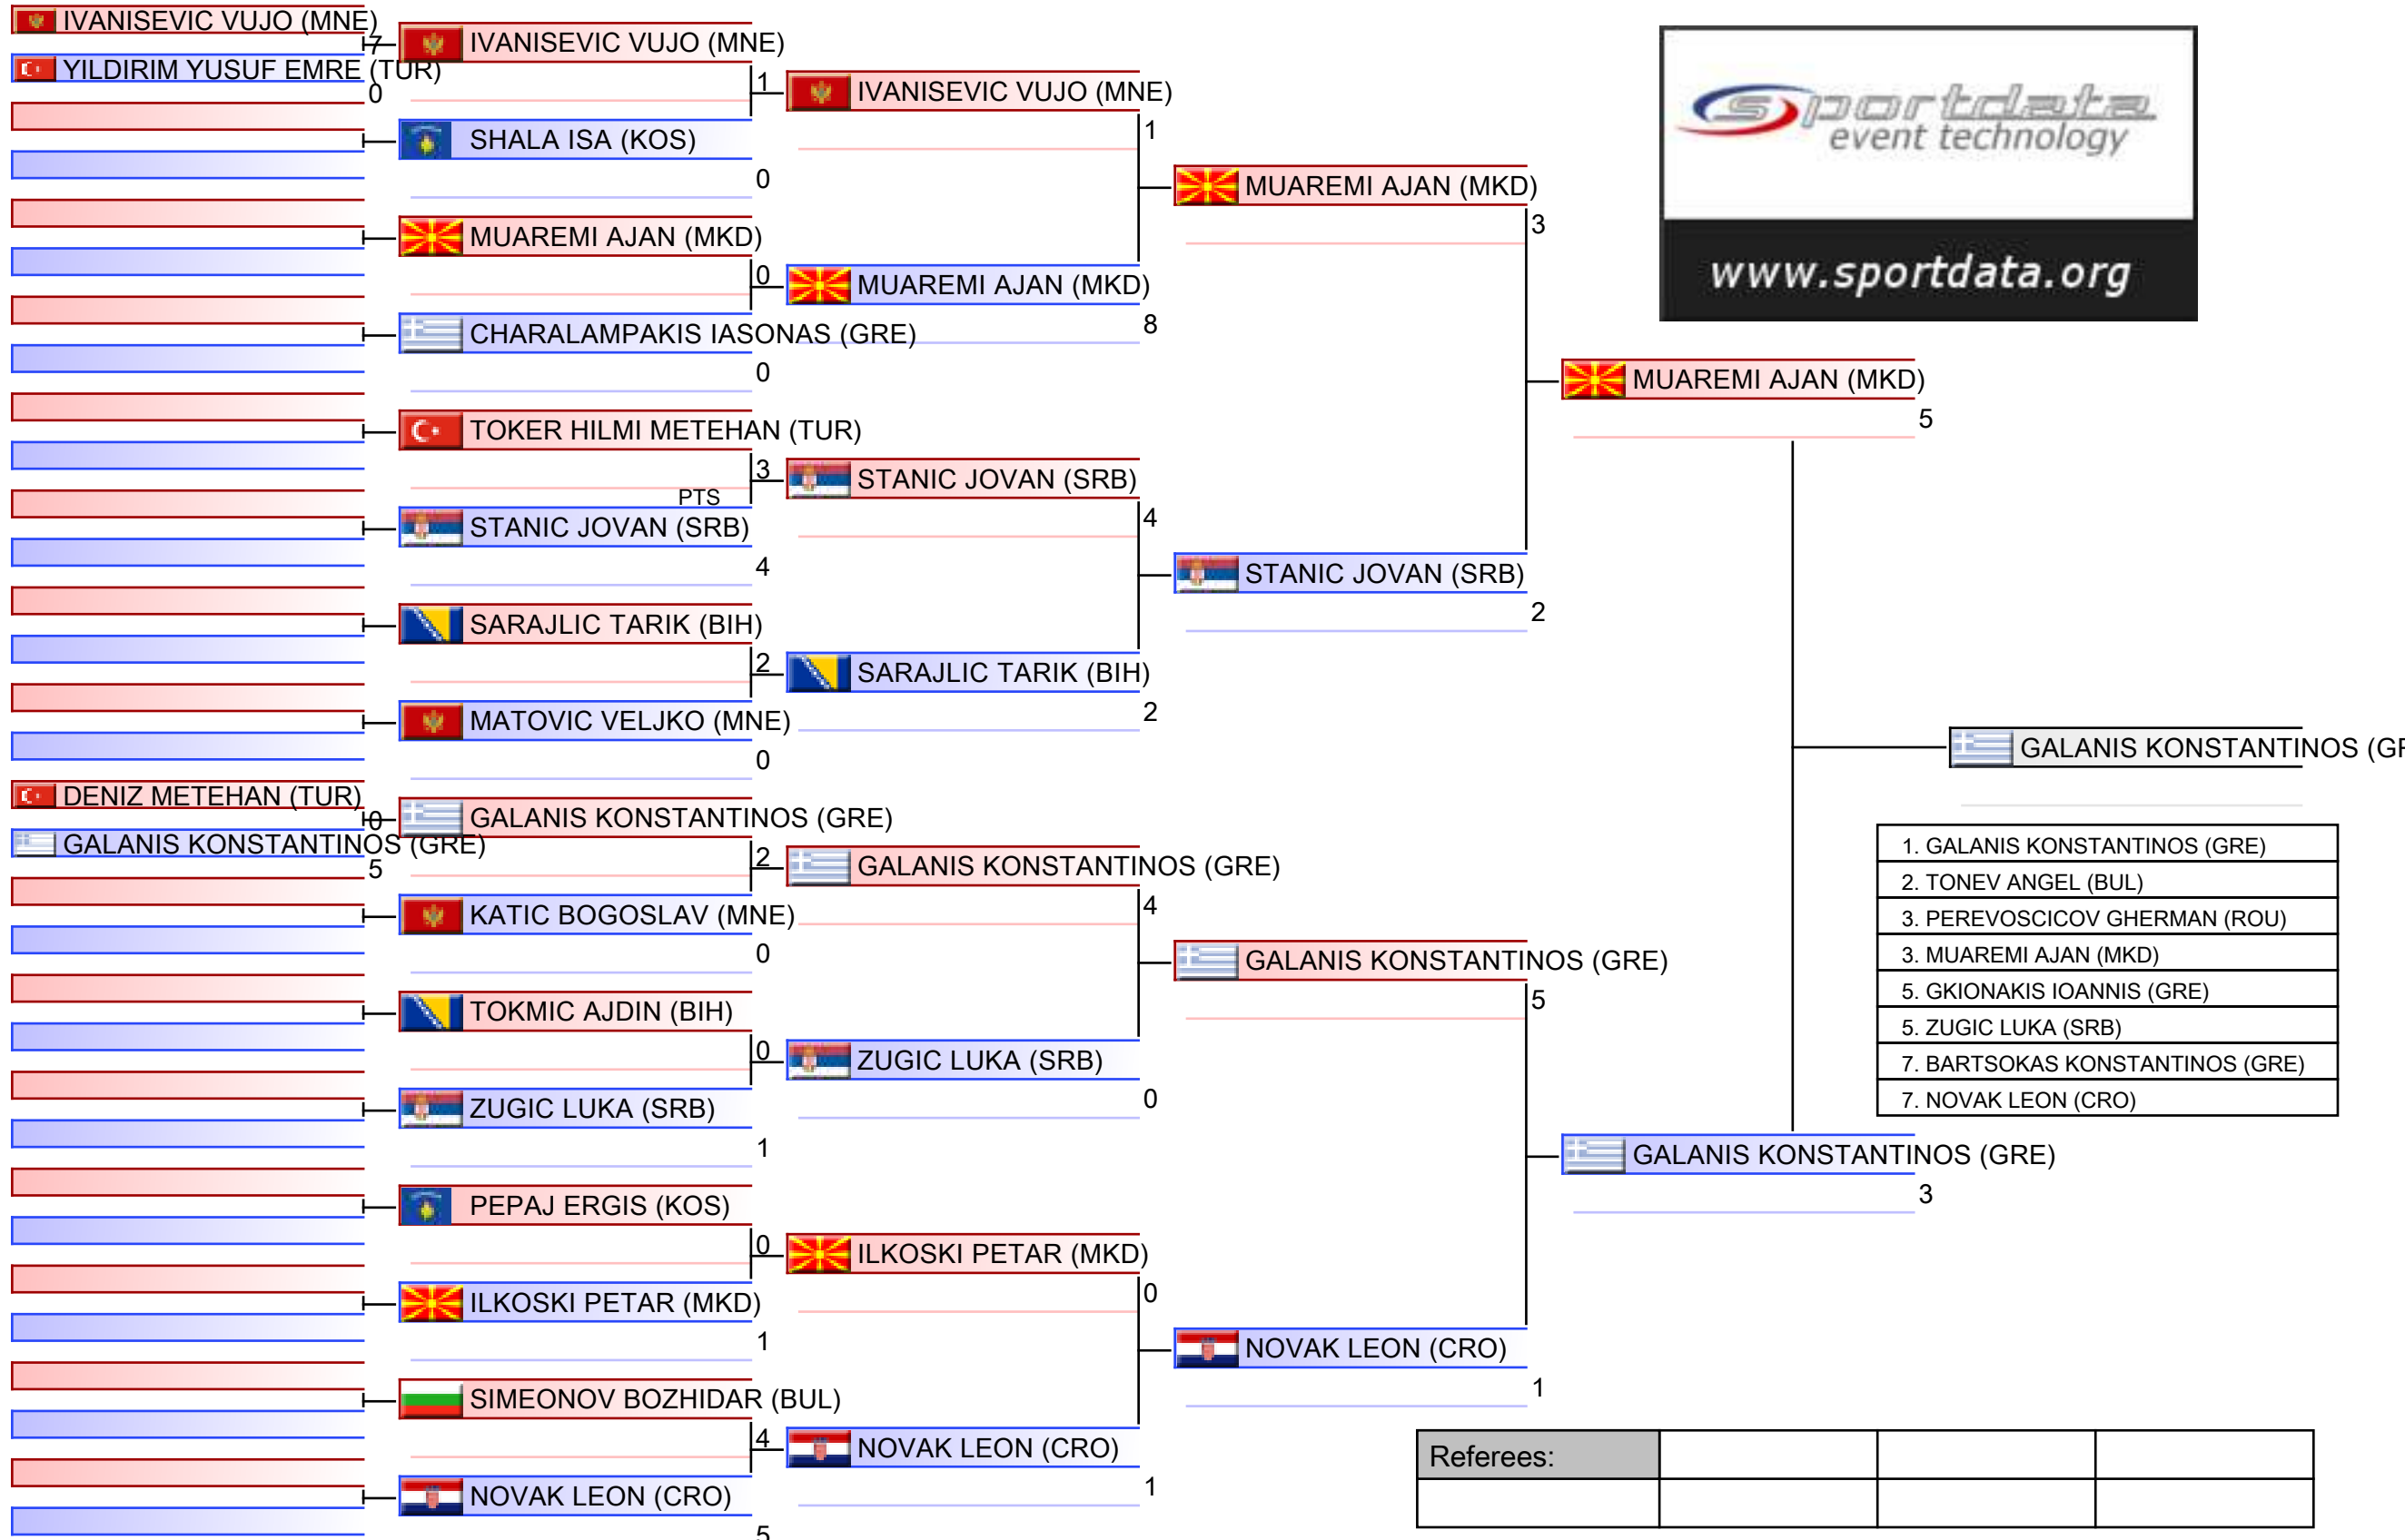 IVANISEVIC VUJO (MNE)
7
YILDIRIM YUSUF EMRE (TUR)
0
DENIZ METEHAN (TUR)
0
GALANIS KONSTANTINOS (GRE)
5
IVANISEVIC VUJO (MNE)
1
SHALA ISA (KOS)
0
MUAREMI AJAN (MKD)
0
CHARALAMPAKIS IASONAS (GRE)
0
TOKER HILMI METEHAN (TUR)
3
PTS
STANIC JOVAN (SRB)
4
SARAJLIC TARIK (BIH)
2
MATOVIC VELJKO (MNE)
0
GALANIS KONSTANTINOS (GRE)
2
KATIC BOGOSLAV (MNE)
0
TOKMIC AJDIN (BIH)
0
ZUGIC LUKA (SRB)
1
PEPAJ ERGIS (KOS)
0
ILKOSKI PETAR (MKD)
1
SIMEONOV BOZHIDAR (BUL)
4
NOVAK LEON (CRO)
5
IVANISEVIC VUJO (MNE)
1
MUAREMI AJAN (MKD)
8
STANIC JOVAN (SRB)
4
SARAJLIC TARIK (BIH)
2
GALANIS KONSTANTINOS (GRE)
4
ZUGIC LUKA (SRB)
0
ILKOSKI PETAR (MKD)
0
NOVAK LEON (CRO)
1
MUAREMI AJAN (MKD)
3
STANIC JOVAN (SRB)
2
GALANIS KONSTANTINOS (GRE)
5
NOVAK LEON (CRO)
1
MUAREMI AJAN (MKD)
5
GALANIS KONSTANTINOS (GRE)
3
sportdata
event technology
www.sportdata.org
GALANIS KONSTANTINOS (GR
1. GALANIS KONSTANTINOS (GRE)
2. TONEV ANGEL (BUL)
3. PEREVOSCICOV GHERMAN (ROU)
3. MUAREMI AJAN (MKD)
5. GKIONAKIS IOANNIS (GRE)
5. ZUGIC LUKA (SRB)
7. BARTSOKAS KONSTANTINOS (GRE)
7. NOVAK LEON (CRO)
Referees: